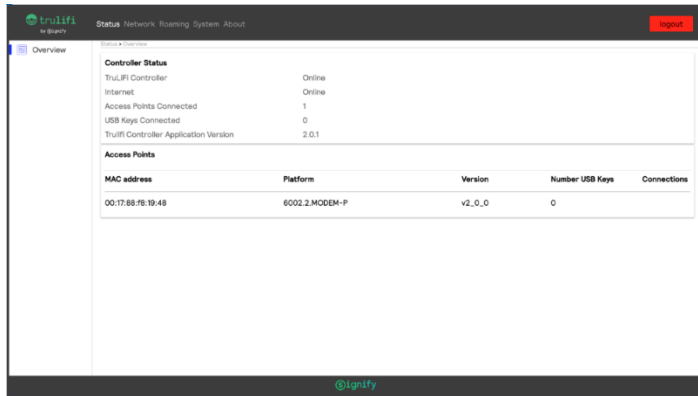 trulifi
by Signify
Status Network Roaming System About
logout
Overview
Status ▸ Overview
Controller Status
TruLiFi Controller Online
Internet Online
Access Points Connected 1
USB Keys Connected 0
Trulifi Controller Application Version 2.0.1
Access Points
MAC address Platform Version Number USB Keys Connections
00:17:88:f8:19:48 6002.2.MODEM-P v2_0_0 0
Signify